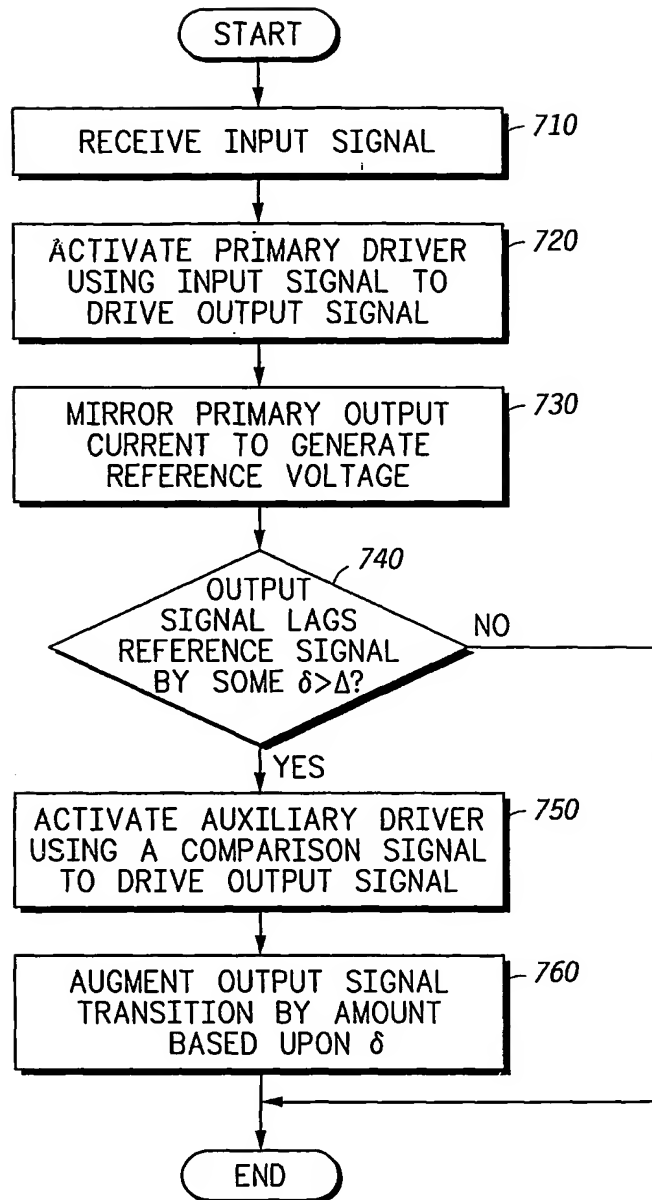 START
RECEIVE INPUT SIGNAL
710
ACTIVATE PRIMARY DRIVER
USING INPUT SIGNAL TO
DRIVE OUTPUT SIGNAL
720
MIRROR PRIMARY OUTPUT
CURRENT TO GENERATE
REFERENCE VOLTAGE
730
740
OUTPUT
SIGNAL LAGS
REFERENCE SIGNAL
BY SOME δ>Δ?
NO
YES
ACTIVATE AUXILIARY DRIVER
USING A COMPARISON SIGNAL
TO DRIVE OUTPUT SIGNAL
750
AUGMENT OUTPUT SIGNAL
TRANSITION BY AMOUNT
BASED UPON δ
760
END